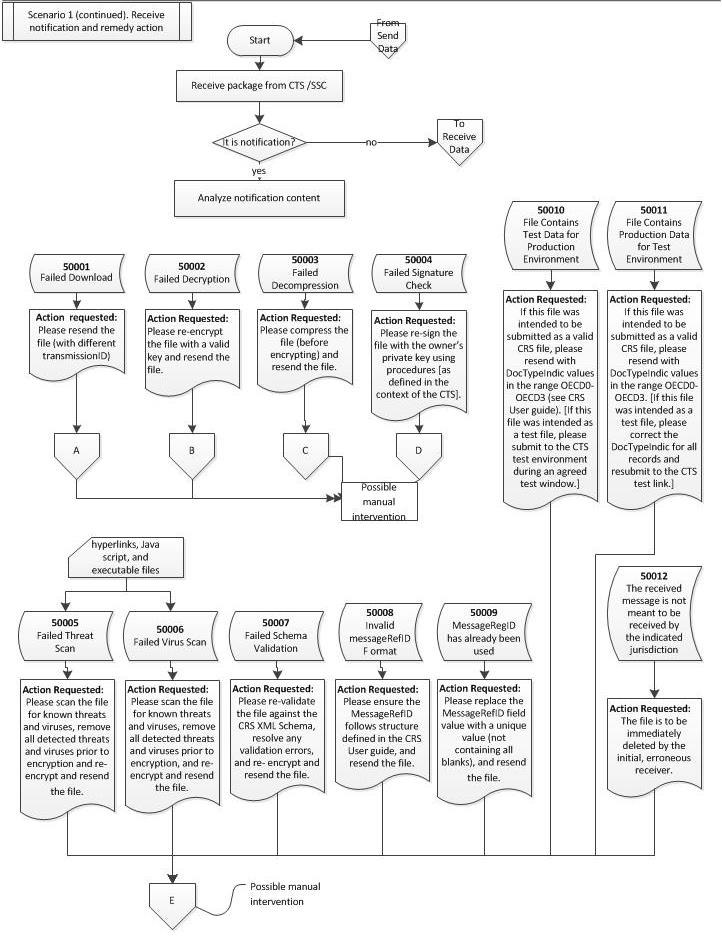 Scenario 1 (continued). Receive
notification and remedy action
From
Send
Data
Start
Receive package from CTS /SSC
It is notification?
no
To
Receive
Data
yes
Analyze notification content
50001
Failed Download
50002
Failed Decryption
50003
Failed
Decompression
50004
Failed Signature
Check
50010
File Contains
Test Data for
Production
Environment
50011
File Contains
Production Data
for Test
Environment
Action requested:
Please resend the
file (with different
transmissionID)
Action Requested:
Please re-encrypt
the file with a valid
key and resend the
file.
Action Requested:
Please compress the
file (before
encrypting) and
resend the file.
Action Requested:
Please re-sign the
file with the owner's
private key using
procedures [as
defined in the
context of the CTS].
Action Requested:
If this file was
intended to be
submitted as a valid
CRS file, please
resend with
DocTypeIndic values
in the range OECD0-
OECD3 (see CRS
User guide). [If this
file was intended as
a test file, please
submit to the CTS
test environment
during an agreed
test window.]
Action Requested:
If this file was
intended to be
submitted as a valid
CRS file, please
resend with
DocTypeIndic values
in the range OECD0-
OECD3. [If this file
was intended as a
test file, please
correct the
DocTypeIndic for all
records and
resubmit to the CTS
test link.]
A
B
C
D
Possible
manual
intervention
hyperlinks, Java
script, and
executable files
50005
Failed Threat
Scan
50006
Failed Virus Scan
50007
Failed Schema
Validation
50008
Invalid
messageRefID
F ormat
50009
MessageRegID
has already been
used
50012
The received
message is not
meant to be
received by the
indicated
jurisdiction
Action Requested:
Please scan the file
for known threats
and viruses, remove
all detected threats
and viruses prior to
encryption and re-
encrypt and resend
the file.
Action Requested:
Please scan the file
for known threats
and viruses, remove
all detected threats
and viruses prior to
encryption, and re-
encrypt and resend
the file.
Action Requested:
Please re-validate
the file against the
CRS XML Schema,
resolve any
validation errors,
and re- encrypt and
resend the file.
Action Requested:
Please ensure the
MessageRefID
follows structure
defined in the CRS
User guide, and
resend the file.
Action Requested:
Please replace the
MessageRefID field
value with a unique
value (not
containing all
blanks), and resend
the file.
Action Requested:
The file is to be
immediately
deleted by the
initial, erroneous
receiver.
E
Possible manual
intervention